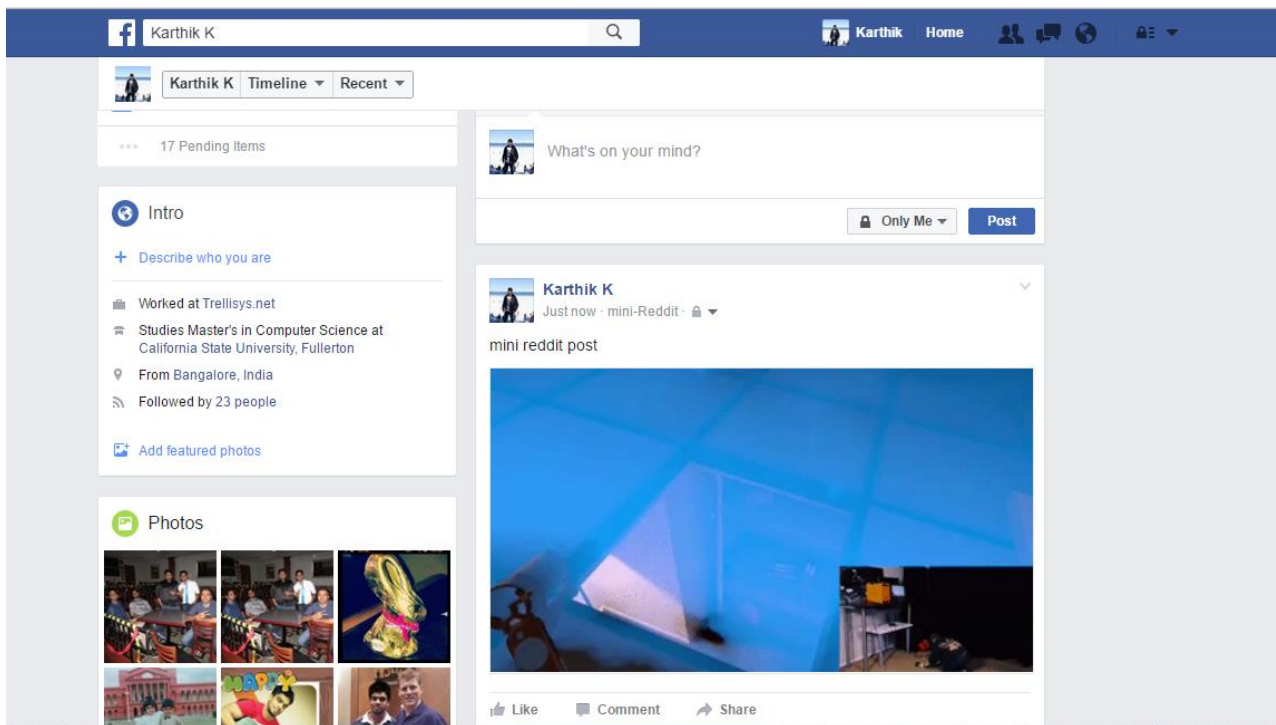 f Karthik K
Karthik Home
Karthik K Timeline Recent
17 Pending Items
Intro
Describe who you are
Worked at Trellisys.net
Studies Master's in Computer Science at
California State University, Fullerton
From Bangalore, India
Followed by 23 people
Add featured photos
Photos
HAPPY
What's on your mind?
Only Me Post
Karthik K
Just now · mini-Reddit ·
mini reddit post
Like Comment Share